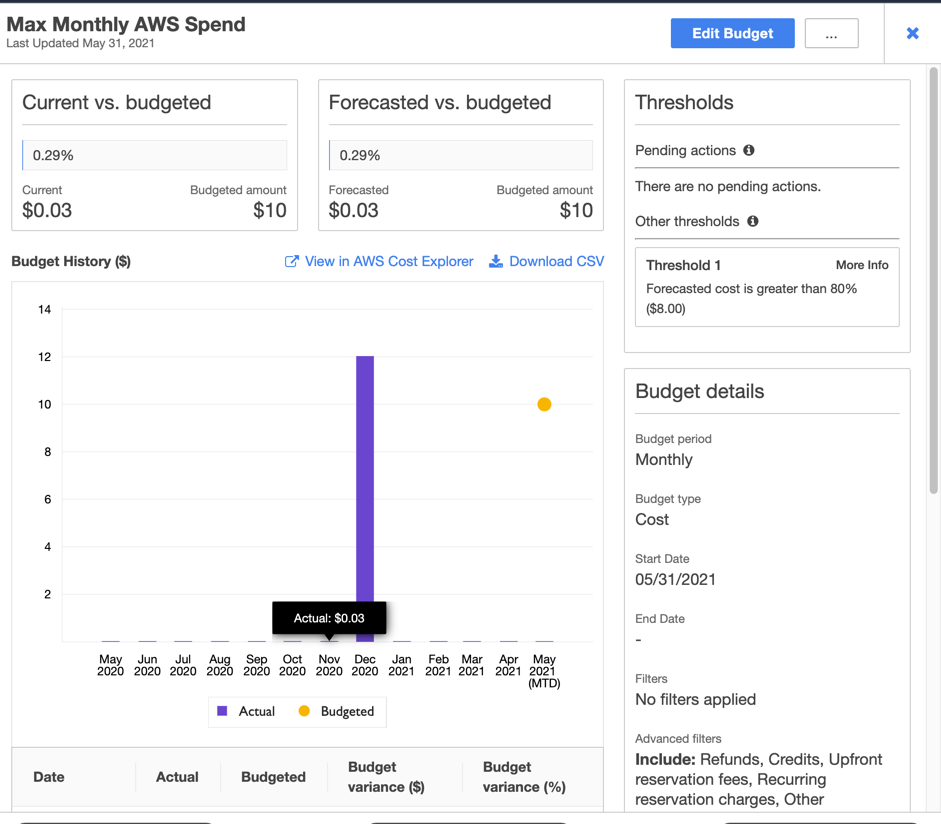 Max Monthly AWS Spend
Last Updated May 31, 2021
Edit Budget
...
Current vs. budgeted
0.29%
Current Budgeted amount
$0.03 $10
Forecasted vs. budgeted
0.29%
Forecasted Budgeted amount
$0.03 $10
Budget History ($)
View in AWS Cost Explorer
Download CSV
14
12
10
8
6
4
2
Actual: $0.03
May 2020
Jun 2020
Jul 2020
Aug 2020
Sep 2020
Oct 2020
Nov 2020
Dec 2020
Jan 2021
Feb 2021
Mar 2021
Apr 2021
May 2021 (MTD)
Actual
Budgeted
Date
Actual
Budgeted
Budget variance ($)
Budget variance (%)
Thresholds
Pending actions
There are no pending actions.
Other thresholds
Threshold 1 More Info
Forecasted cost is greater than 80%
($8.00)
Budget details
Budget period
Monthly
Budget type
Cost
Start Date
05/31/2021
End Date
-
Filters
No filters applied
Advanced filters
Include: Refunds, Credits, Upfront
reservation fees, Recurring
reservation charges, Other